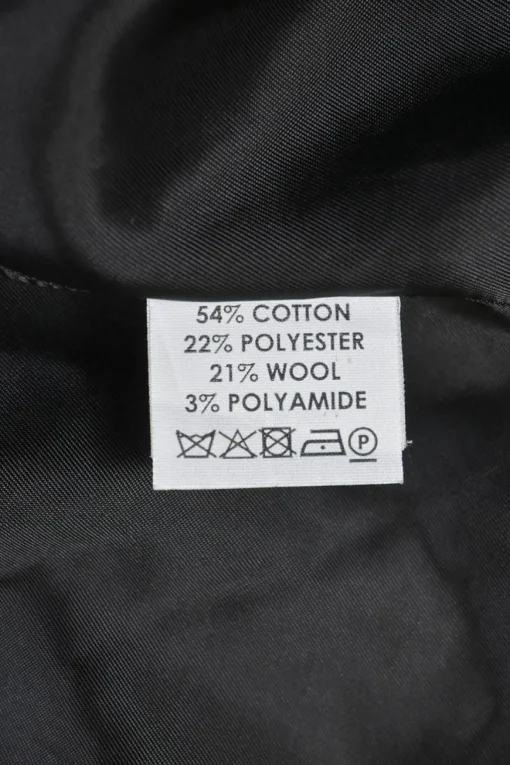 54% COTTON
22% POLYESTER
21% WOOL
3% POLYAMIDE
P